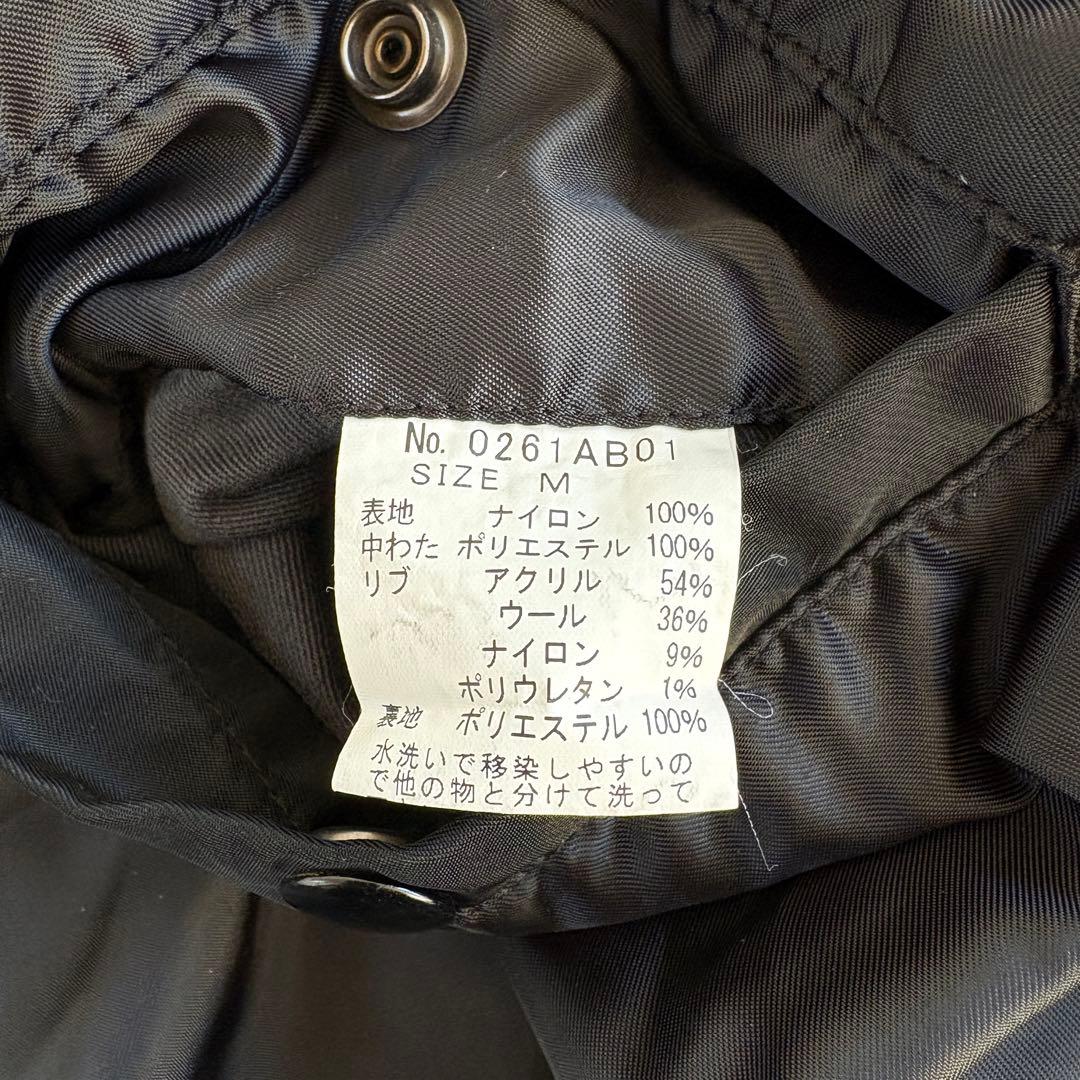 No. 0261AB01
SIZE M
表地 ナイロン 100%
中わた ポリエステル 100%
リブ アクリル 54%
ウール 36%
ナイロン 9%
ポリウレタン 1%
裏地 ポリエステル 100%
水洗いで移染しやすいの
で他の物と分けて洗って